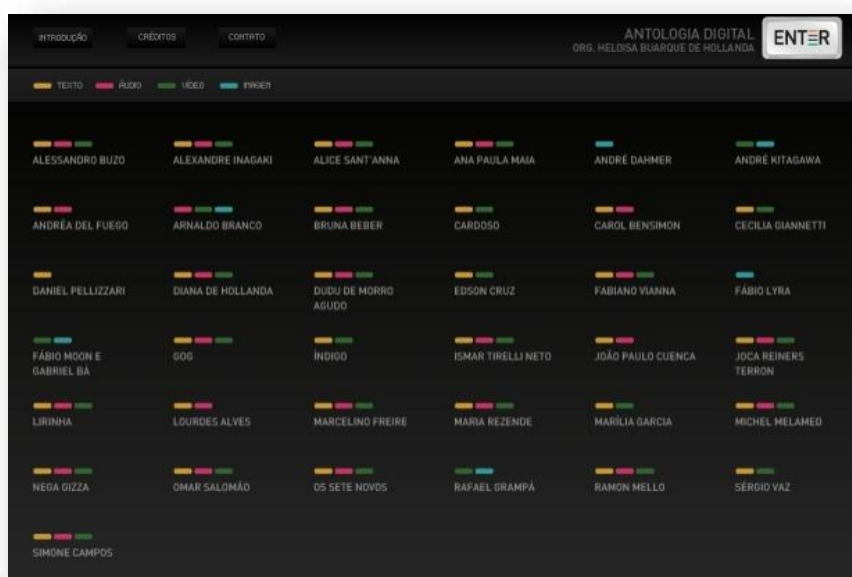 INTRODUÇÃO CRÉDITOS CONTATO
ANTOLOGIA DIGITAL
ORG. HELOISA BUARQUE DE HOLLANDA
ENTER
TEXTO ÁUDIO VÍDEO IMAGEM
ALESSANDRO BUZO ALEXANDRE INAGAKI ALICE SANT'ANNA ANA PAULA MAIA ANDRÉ DAHMER ANDRÉ KITAGAWA
ANDRÉA DEL FUEGO ARNALDO BRANCO BRUNA BEBER CARDOSO CAROL BENSIMON CECILIA GIANNETTI
DANIEL PELLIZZARI DIANA DE HOLLANDA DUDU DE MORRO AGUDO EDSON CRUZ FABIANO VIANNA FÁBIO LYRA
FÁBIO MOON E GABRIEL BÁ GOG ÍNDIGO ISMAR TIRELLI NETO JOÃO PAULO CUENCA JOCA REINERS TERRON
LIRINHA LOURDES ALVES MARCELINO FREIRE MARIA REZENDE MARÍLIA GARCIA MICHEL MELAMED
NEGA GIZZA OMAR SALOMÃO OS SETE NOVOS RAFAEL GRAMPÁ RAMON MELLO SÉRGIO VAZ
SIMONE CAMPOS